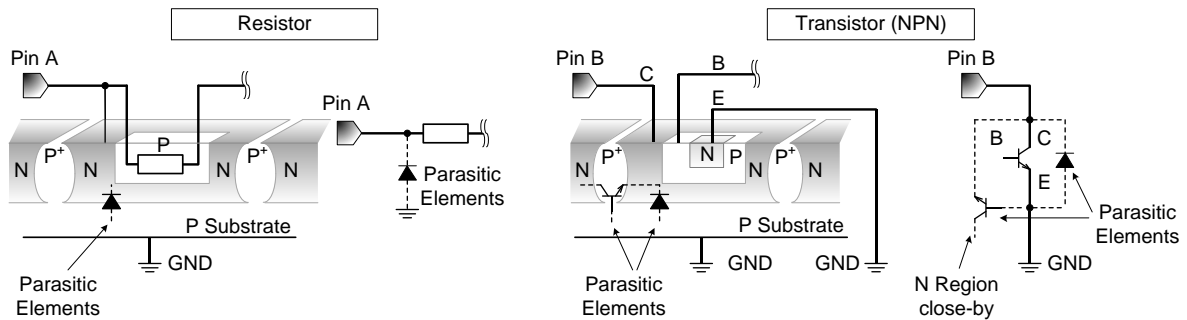 Resistor
Transistor (NPN)
Pin A
Pin B
Pin B
C
B
E
Pin A
B
C
E
N
P+
N
P
N
P+
N
Parasitic
Elements
N
P+
N
N
P
P+
N
N
P Substrate
GND
Parasitic
Elements
P Substrate
GND
GND
Parasitic
Elements
GND
Parasitic
Elements
N Region
close-by